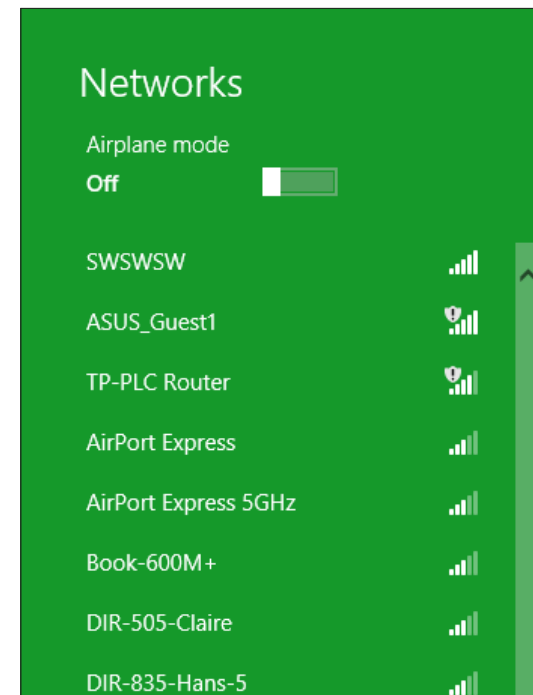 Networks
Airplane mode
Off
SWSWSW
ASUS_Guest1
TP-PLC Router
AirPort Express
AirPort Express 5GHz
Book-600M+
DIR-505-Claire
DIR-835-Hans-5